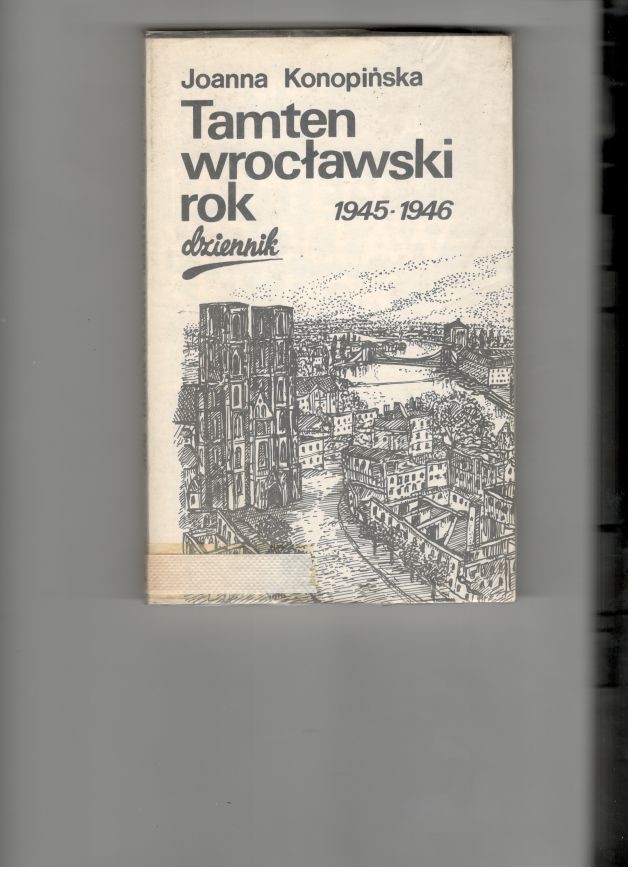 Joanna Konopińska
Tamten
wrocławski
rok 1945-1946
dziennik